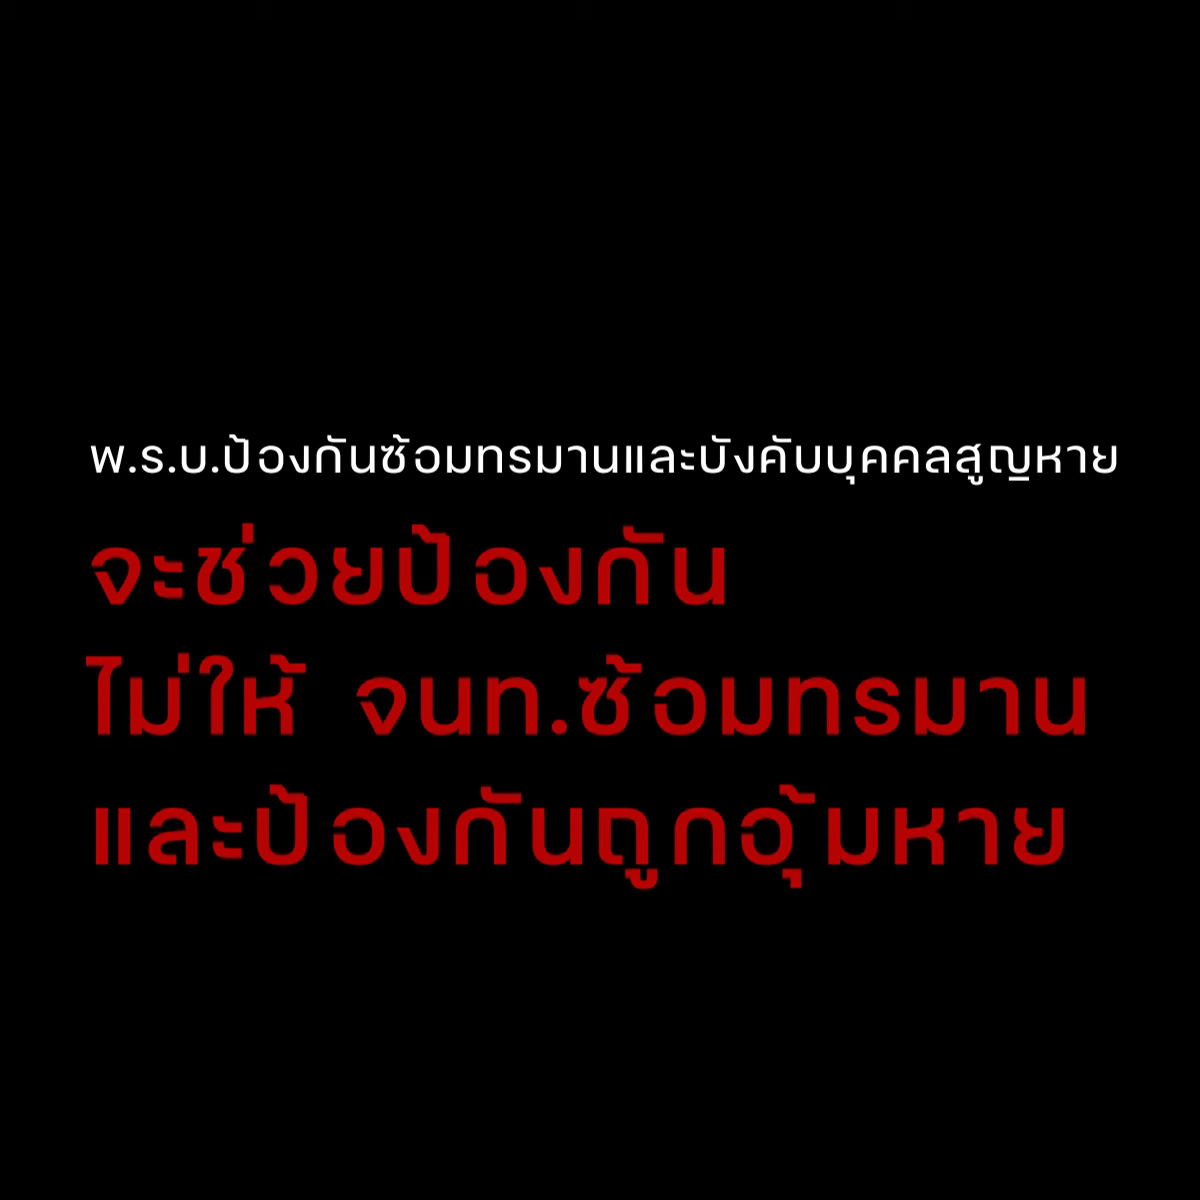 พ.ร.บ.ป้องกันซ้อมทรมานและบังคับบุคคลสูญหาย
จะช่วยป้องกัน
ไม่ให้ จนท.ซ้อมทรมาน
และป้องกันถูกอุ้มหาย